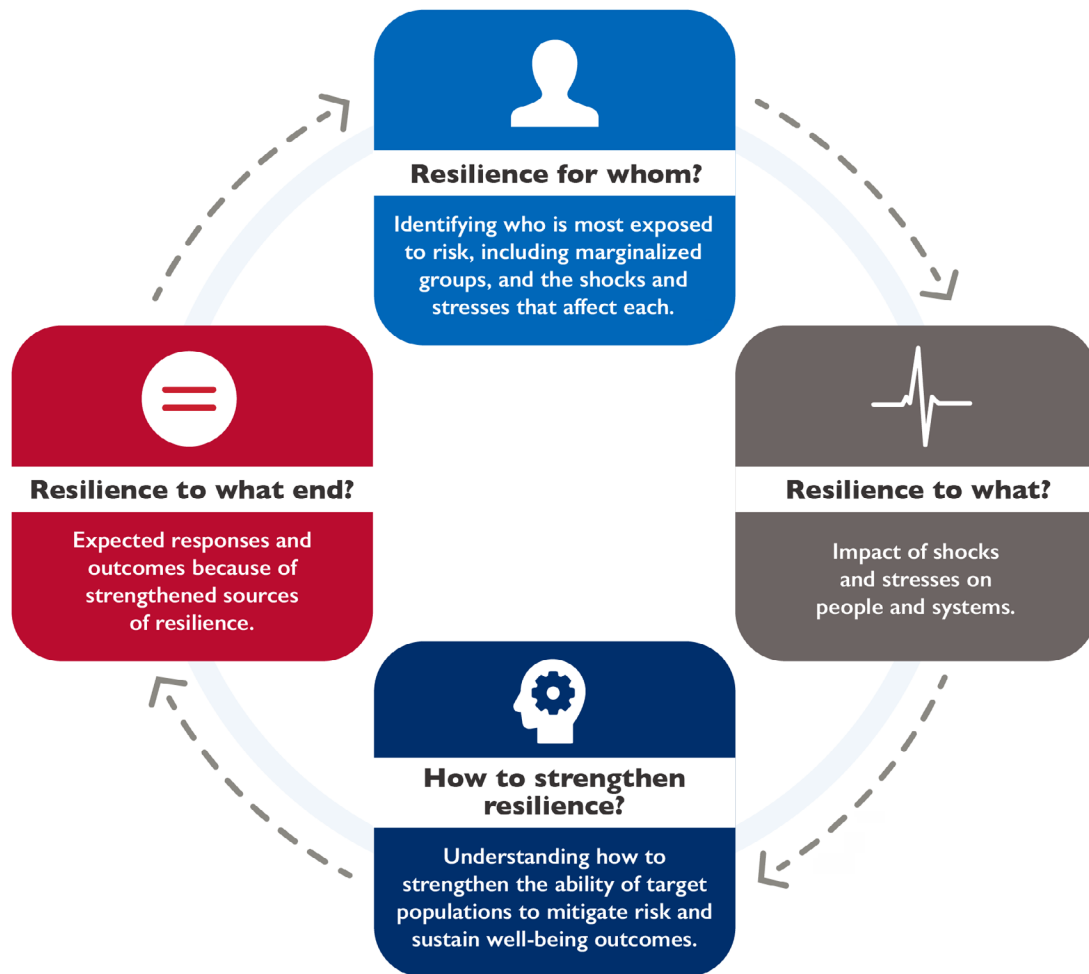 Resilience for whom?
Identifying who is most exposed
to risk, including marginalized
groups, and the shocks and
stresses that affect each.
Resilience to what?
Impact of shocks
and stresses on
people and systems.
How to strengthen
resilience?
Understanding how to
strengthen the ability of target
populations to mitigate risk and
sustain well-being outcomes.
Resilience to what end?
Expected responses and
outcomes because of
strengthened sources
of resilience.